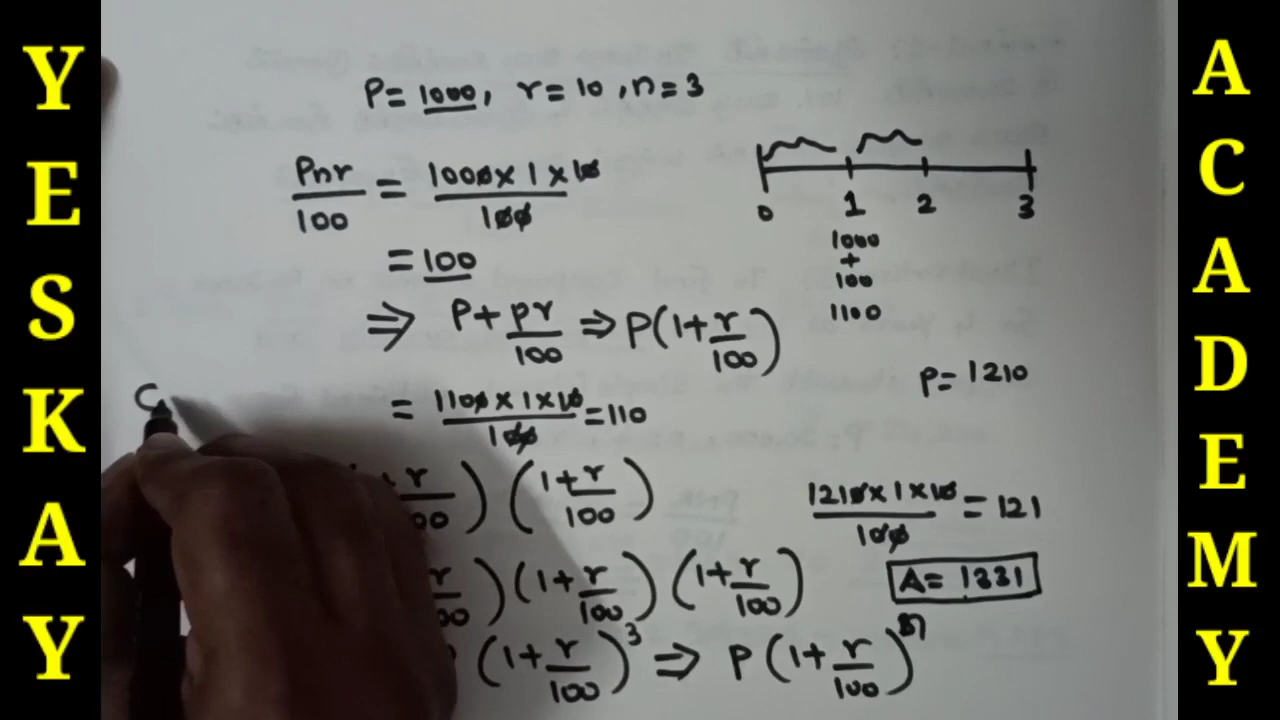 YESKAY
P = 1000, r = 10, n = 3
Pnr/100 = 1000 x 1 x 10/100
= 100
0 1 2 3
1000
+
100
1100
⇒ P + Pr/100 ⇒ P(1 + r/100)
P = 1210
C
= 1100 x 1 x 10/100 = 110
r/100) (1 + r/100)
1210 x 1 x 10/100 = 121
r/100) (1 + r/100) (1 + r/100)
A = 1331
(1 + r/100)^3 ⇒ P(1 + r/100)
ACADEMY